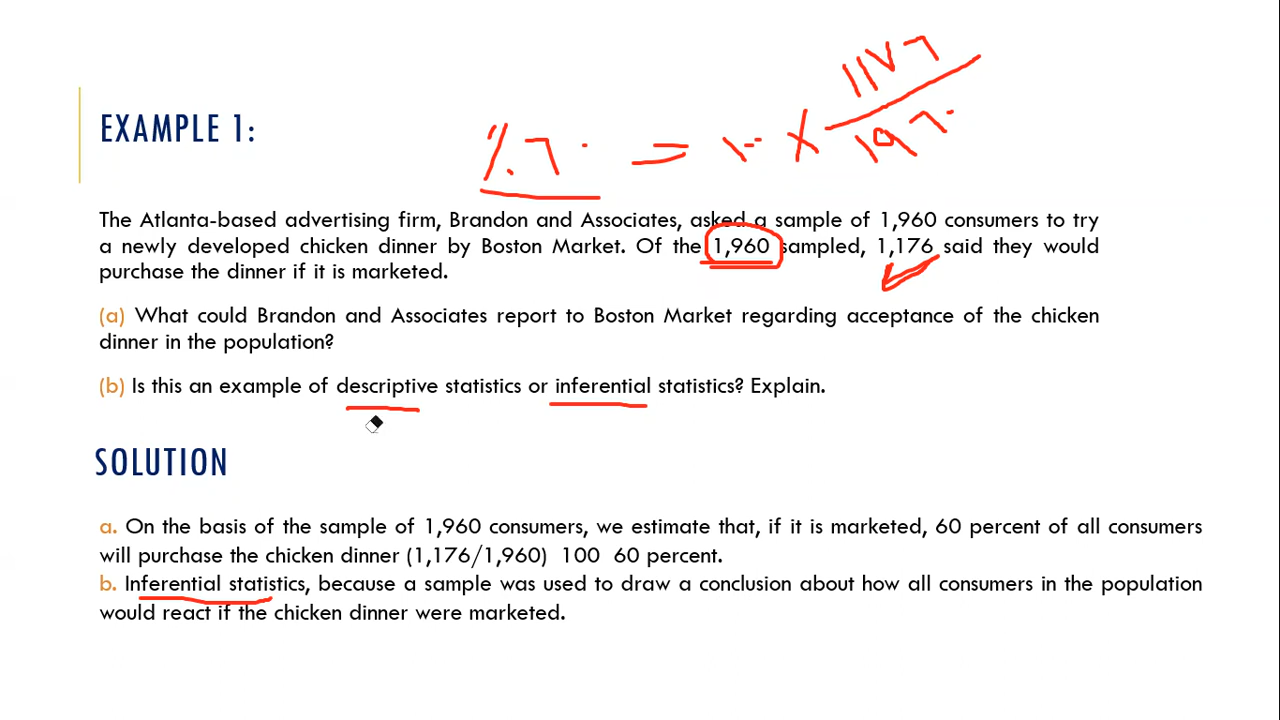 ١١٧٦
EXAMPLE 1:
٪٦٠ = ١٠٠ ×
١٩٦٠
The Atlanta-based advertising firm, Brandon and Associates, asked a sample of 1,960 consumers to try
a newly developed chicken dinner by Boston Market. Of the 1,960 sampled, 1,176 said they would
purchase the dinner if it is marketed.
(a) What could Brandon and Associates report to Boston Market regarding acceptance of the chicken
dinner in the population?
(b) Is this an example of descriptive statistics or inferential statistics? Explain.
SOLUTION
a. On the basis of the sample of 1,960 consumers, we estimate that, if it is marketed, 60 percent of all consumers
will purchase the chicken dinner (1,176/1,960) 100 60 percent.
b. Inferential statistics, because a sample was used to draw a conclusion about how all consumers in the population
would react if the chicken dinner were marketed.